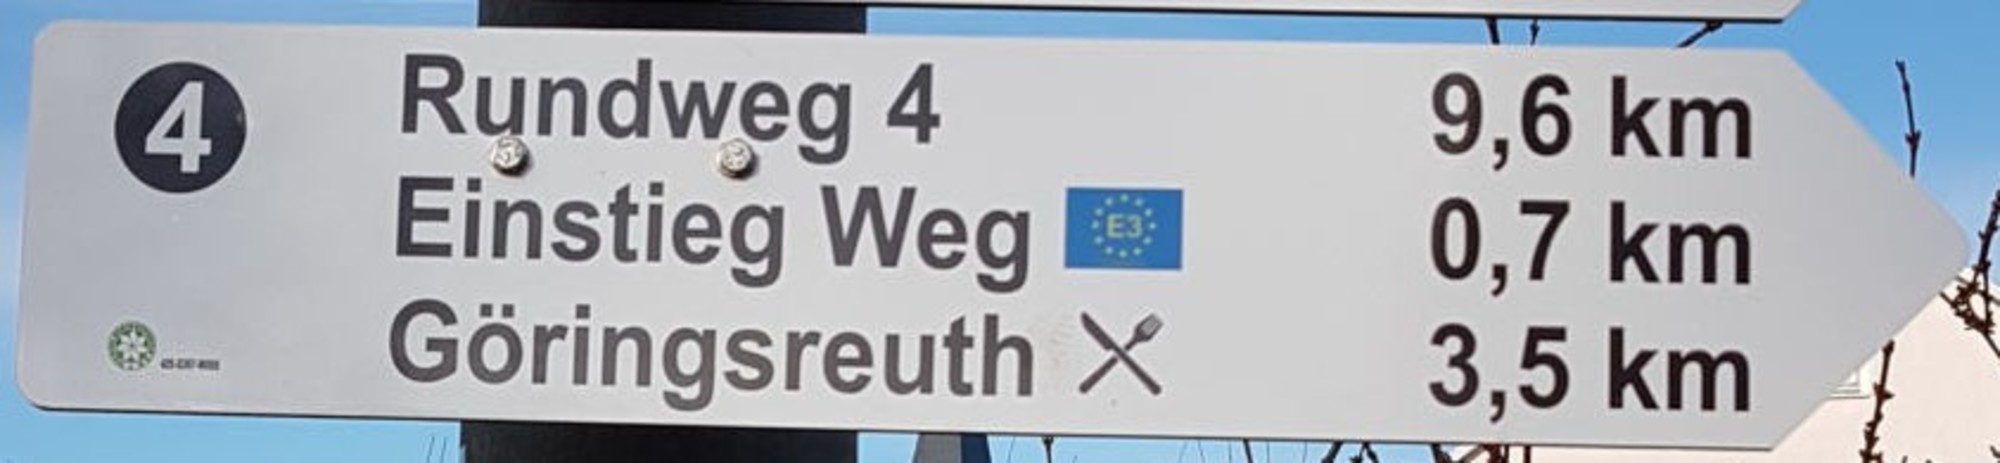 4
Rundweg 4 9,6 km
Einstieg Weg E3 0,7 km
Göringsreuth 3,5 km